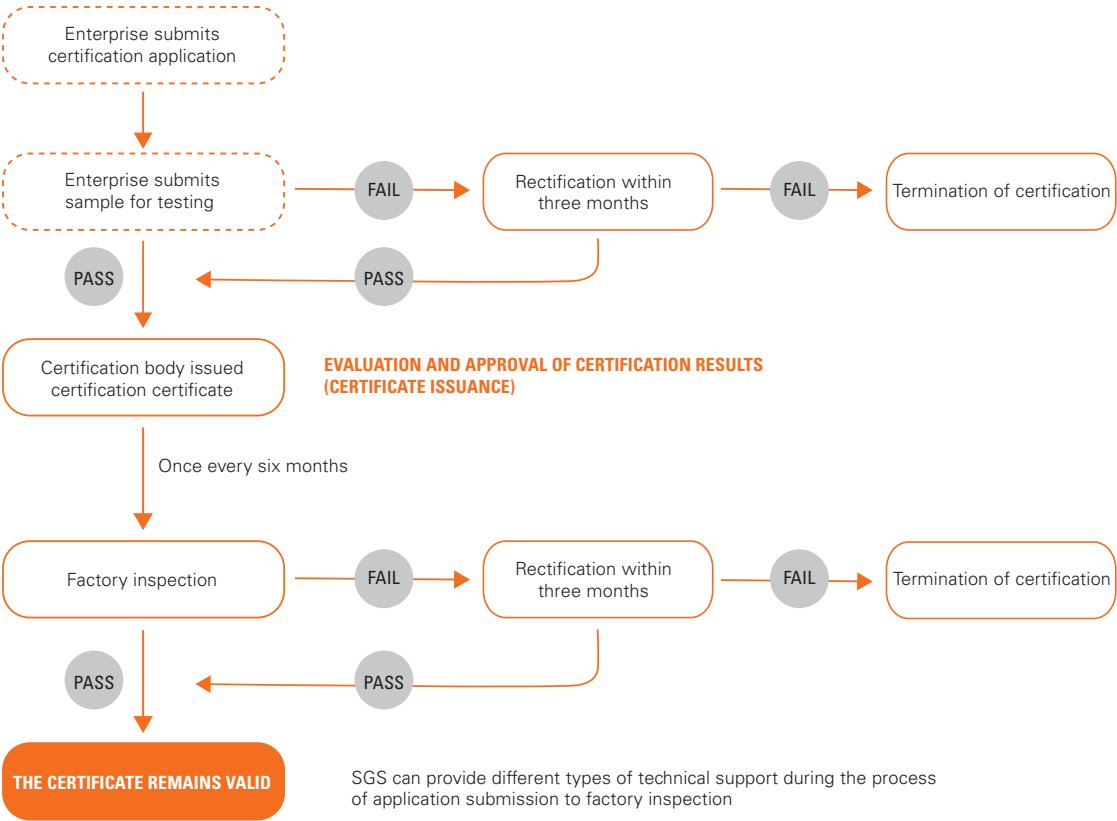 Enterprise submits
certification application
Enterprise submits
sample for testing
FAIL
Rectification within
three months
FAIL
Termination of certification
PASS
PASS
Certification body issued
certification certificate
EVALUATION AND APPROVAL OF CERTIFICATION RESULTS
(CERTIFICATE ISSUANCE)
Once every six months
Factory inspection
FAIL
Rectification within
three months
FAIL
Termination of certification
PASS
PASS
THE CERTIFICATE REMAINS VALID
SGS can provide different types of technical support during the process
of application submission to factory inspection